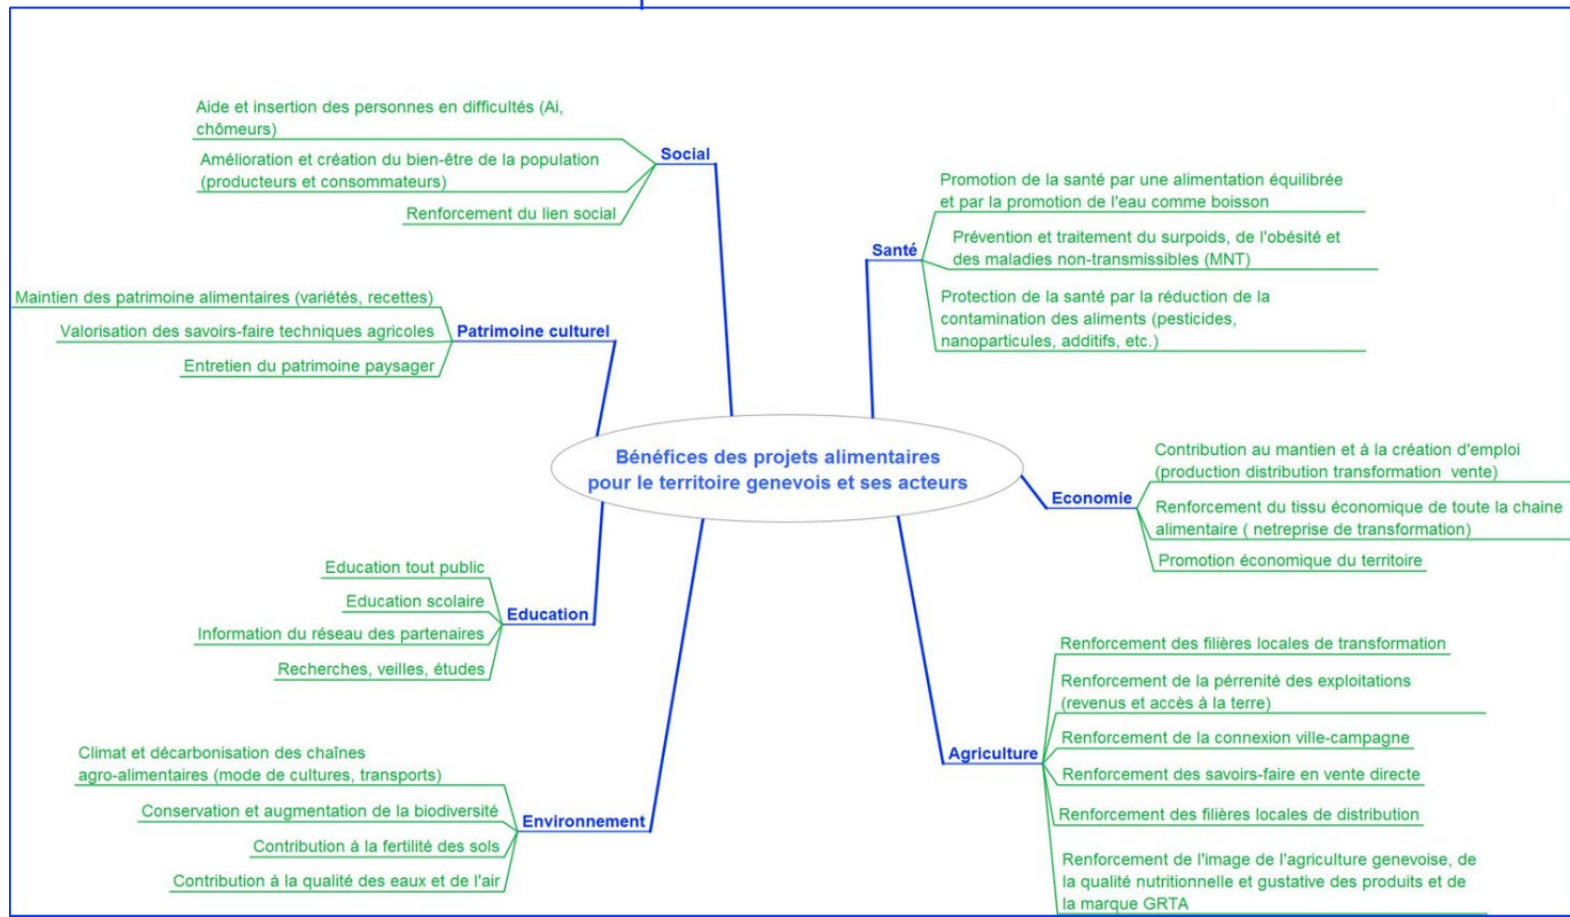 Bénéfices des projets alimentaires
pour le territoire genevois et ses acteurs
Social
Aide et insertion des personnes en difficultés (Ai,
chômeurs)
Amélioration et création du bien-être de la population
(producteurs et consommateurs)
Renforcement du lien social
Patrimoine culturel
Maintien des patrimoine alimentaires (variétés, recettes)
Valorisation des savoirs-faire techniques agricoles
Entretien du patrimoine paysager
Education
Education tout public
Education scolaire
Information du réseau des partenaires
Recherches, veilles, études
Environnement
Climat et décarbonisation des chaînes
agro-alimentaires (mode de cultures, transports)
Conservation et augmentation de la biodiversité
Contribution à la fertilité des sols
Contribution à la qualité des eaux et de l'air
Santé
Promotion de la santé par une alimentation équilibrée
et par la promotion de l'eau comme boisson
Prévention et traitement du surpoids, de l'obésité et
des maladies non-transmissibles (MNT)
Protection de la santé par la réduction de la
contamination des aliments (pesticides,
nanoparticules, additifs, etc.)
Economie
Contribution au mantien et à la création d'emploi
(production distribution transformation  vente)
Renforcement du tissu économique de toute la chaine
alimentaire ( netreprise de transformation)
Promotion économique du territoire
Agriculture
Renforcement des filières locales de transformation
Renforcement de la pérrenité des exploitations
(revenus et accès à la terre)
Renforcement de la connexion ville-campagne
Renforcement des savoirs-faire en vente directe
Renforcement des filières locales de distribution
Renforcement de l'image de l'agriculture genevoise, de
la qualité nutritionnelle et gustative des produits et de
la marque GRTA